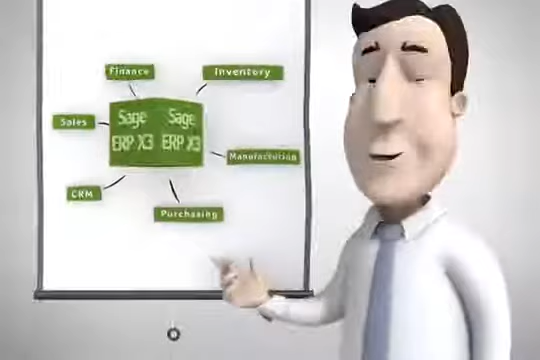 Finance
Inventory
Sales
Sage
ERP X3
Sage
ERP X3
Manufacturing
CRM
Purchasing